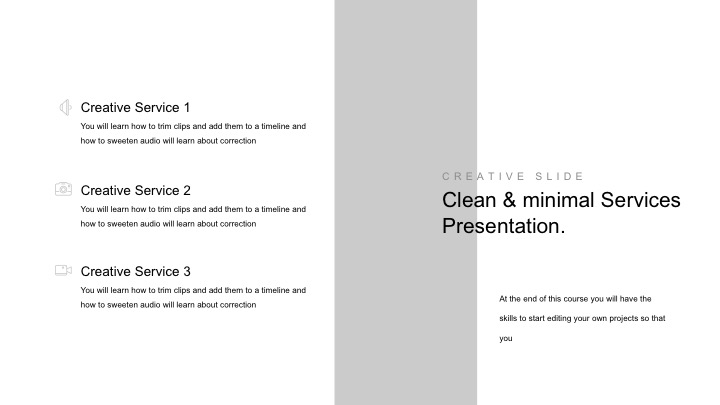 Creative Service 1
You will learn how to trim clips and add them to a timeline and
how to sweeten audio will learn about correction
Creative Service 2
You will learn how to trim clips and add them to a timeline and
how to sweeten audio will learn about correction
Creative Service 3
You will learn how to trim clips and add them to a timeline and
how to sweeten audio will learn about correction
CREATIVE SLIDE
Clean & minimal Services
Presentation.
At the end of this course you will have the
skills to start editing your own projects so that
you